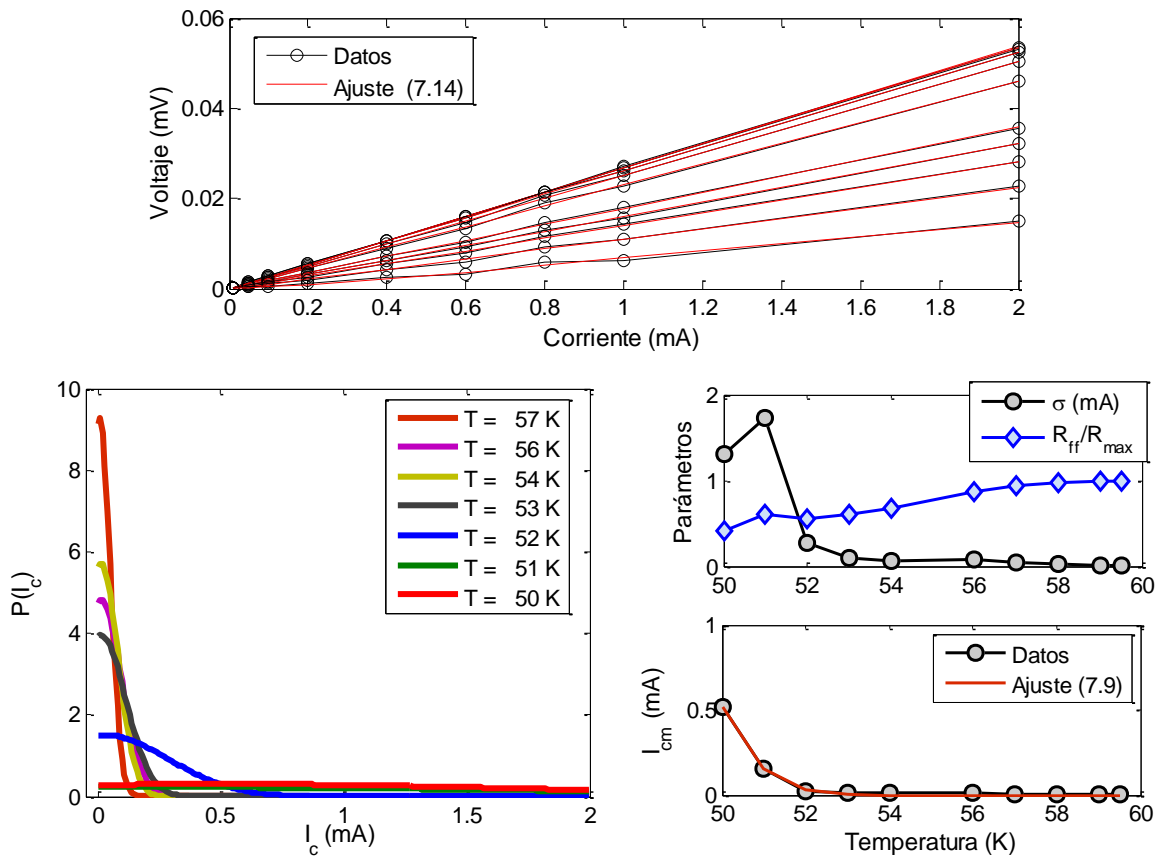 0.06
0.04
0.02
0
Voltaje (mV)
Datos
Ajuste (7.14)
0 0.2 0.4 0.6 0.8 1 1.2 1.4 1.6 1.8 2
Corriente (mA)
10
8
6
4
2
0
P(I_c)
T = 57 K
T = 56 K
T = 54 K
T = 53 K
T = 52 K
T = 51 K
T = 50 K
0 0.5 1 1.5 2
I_c (mA)
2
1
0
Parámetros
σ (mA)
R_ff/R_max
50 52 54 56 58 60
1
0.5
0
I_cm (mA)
Datos
Ajuste (7.9)
50 52 54 56 58 60
Temperatura (K)